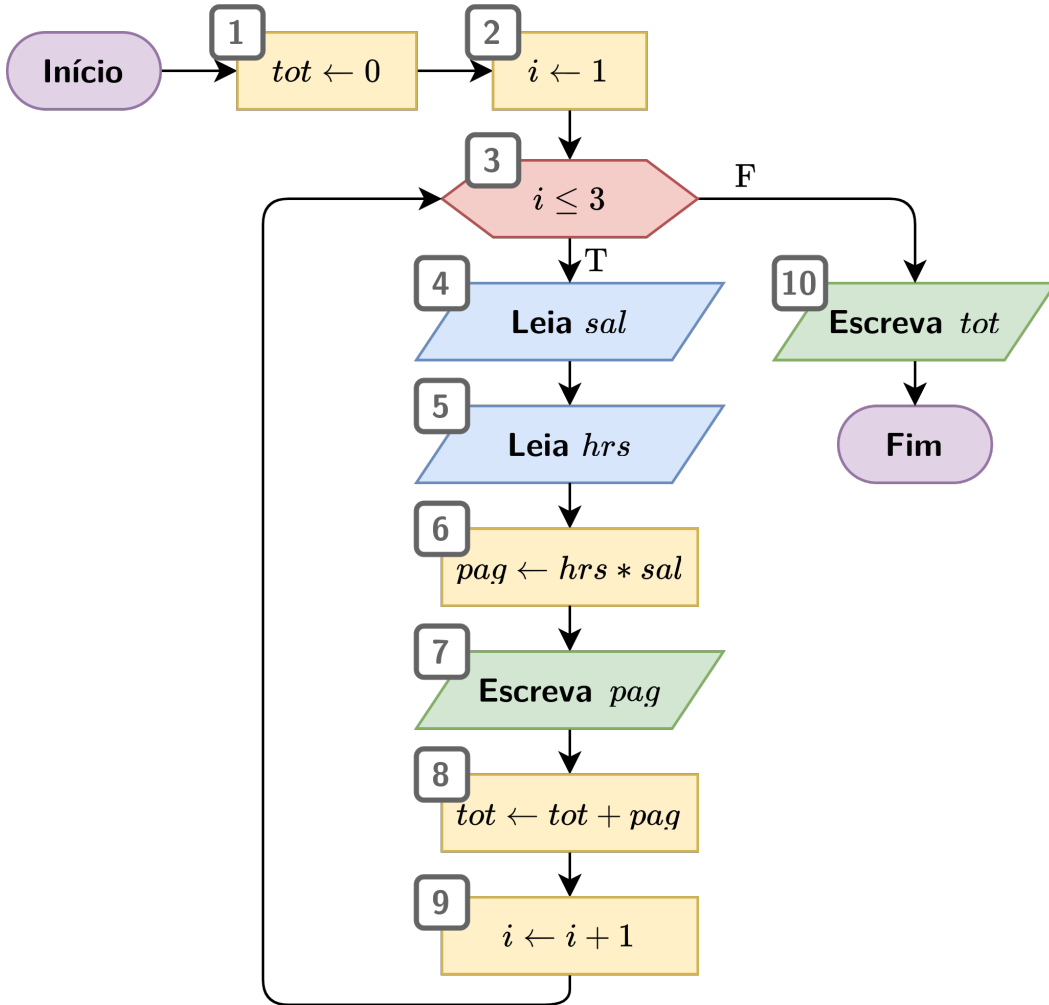 1
Início
tot ← 0
2
i ← 1
3
i ≤ 3
F
T
4
Leia sal
5
Leia hrs
6
pag ← hrs * sal
7
Escreva pag
8
tot ← tot + pag
9
i ← i + 1
10
Escreva tot
Fim